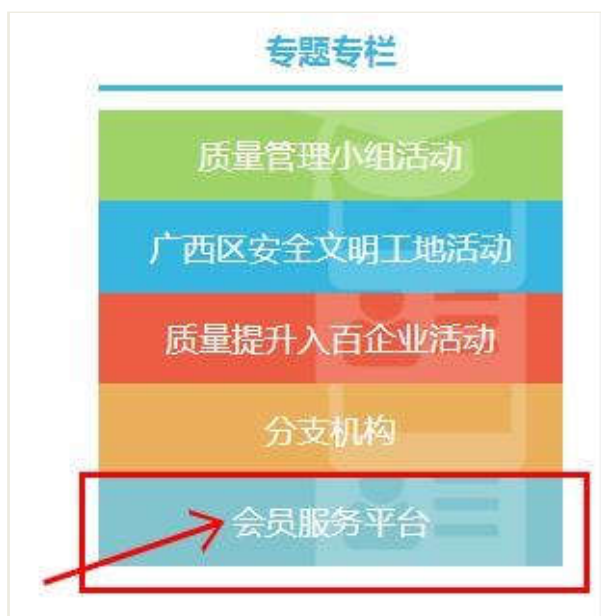 专题专栏
质量管理小组活动
广西区安全文明工地活动
质量提升入百企业活动
分支机构
会员服务平台